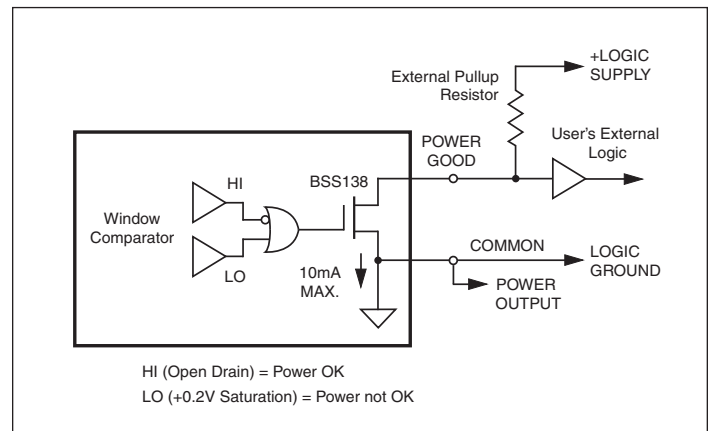 +LOGIC
SUPPLY
External Pullup
Resistor
User's External
Logic
POWER
GOOD
HI
BSS138
Window
Comparator
LO
10mA
MAX.
COMMON
LOGIC
GROUND
POWER
OUTPUT
HI (Open Drain) = Power OK
LO (+0.2V Saturation) = Power not OK